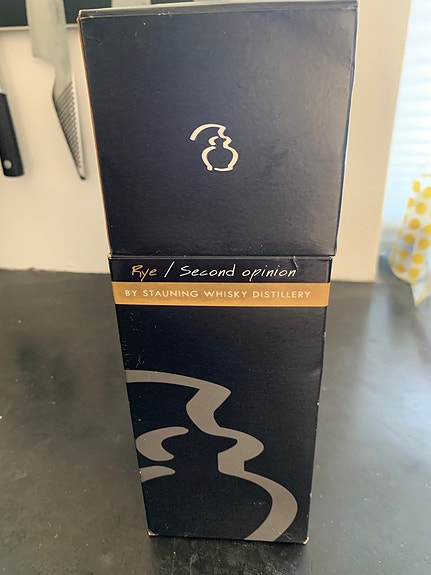 Rye / Second opinion
BY STAUNING WHISKY DISTILLERY